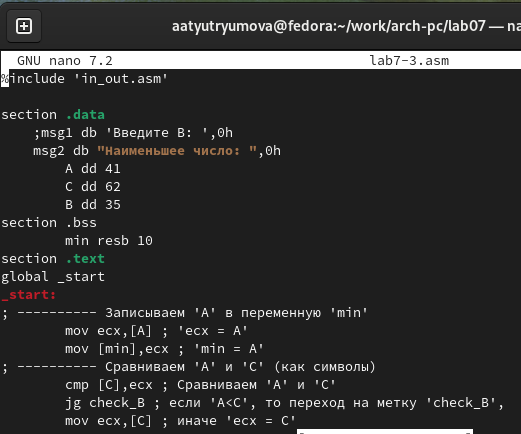 aatyutryumova@fedora:~/work/arch-pc/lab07 — na
GNU nano 7.2 lab7-3.asm
%include 'in_out.asm'
section .data
;msg1 db 'Введите B: ',0h
msg2 db "Наименьшее число: ",0h
A dd 41
C dd 62
B dd 35
section .bss
min resb 10
section .text
global _start
_start:
; ---------- Записываем 'A' в переменную 'min'
mov ecx,[A] ; 'ecx = A'
mov [min],ecx ; 'min = A'
; ---------- Сравниваем 'A' и 'C' (как символы)
cmp [C],ecx ; Сравниваем 'A' и 'C'
jg check_B ; если 'A<C', то переход на метку 'check_B',
mov ecx,[C] ; иначе 'ecx = C'